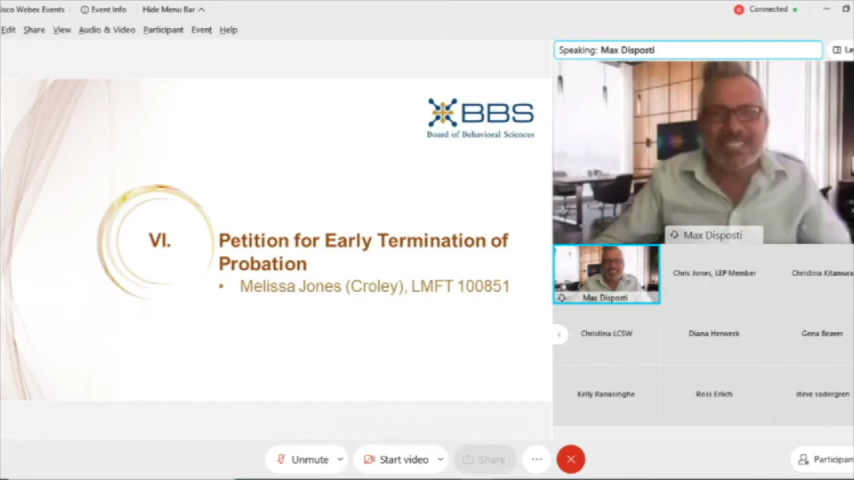 isco Webex Events
Event Info
Hide Menu Bar
Connected
Edit Share View Audio & Video Participant Event Help
Speaking: Max Disposti
BBS
Board of Behavioral Sciences
VI.
Petition for Early Termination of
Probation
• Melissa Jones (Croley), LMFT 100851
Max Disposti
Max Disposti
Chris Jones, LEP Member
Christina Kitamura
Christina LCSW
Diana Herweck
Gena Beaver
Kelly Ranasinghe
Ross Erlich
steve sodergren
Unmute
Start video
Share
Participan